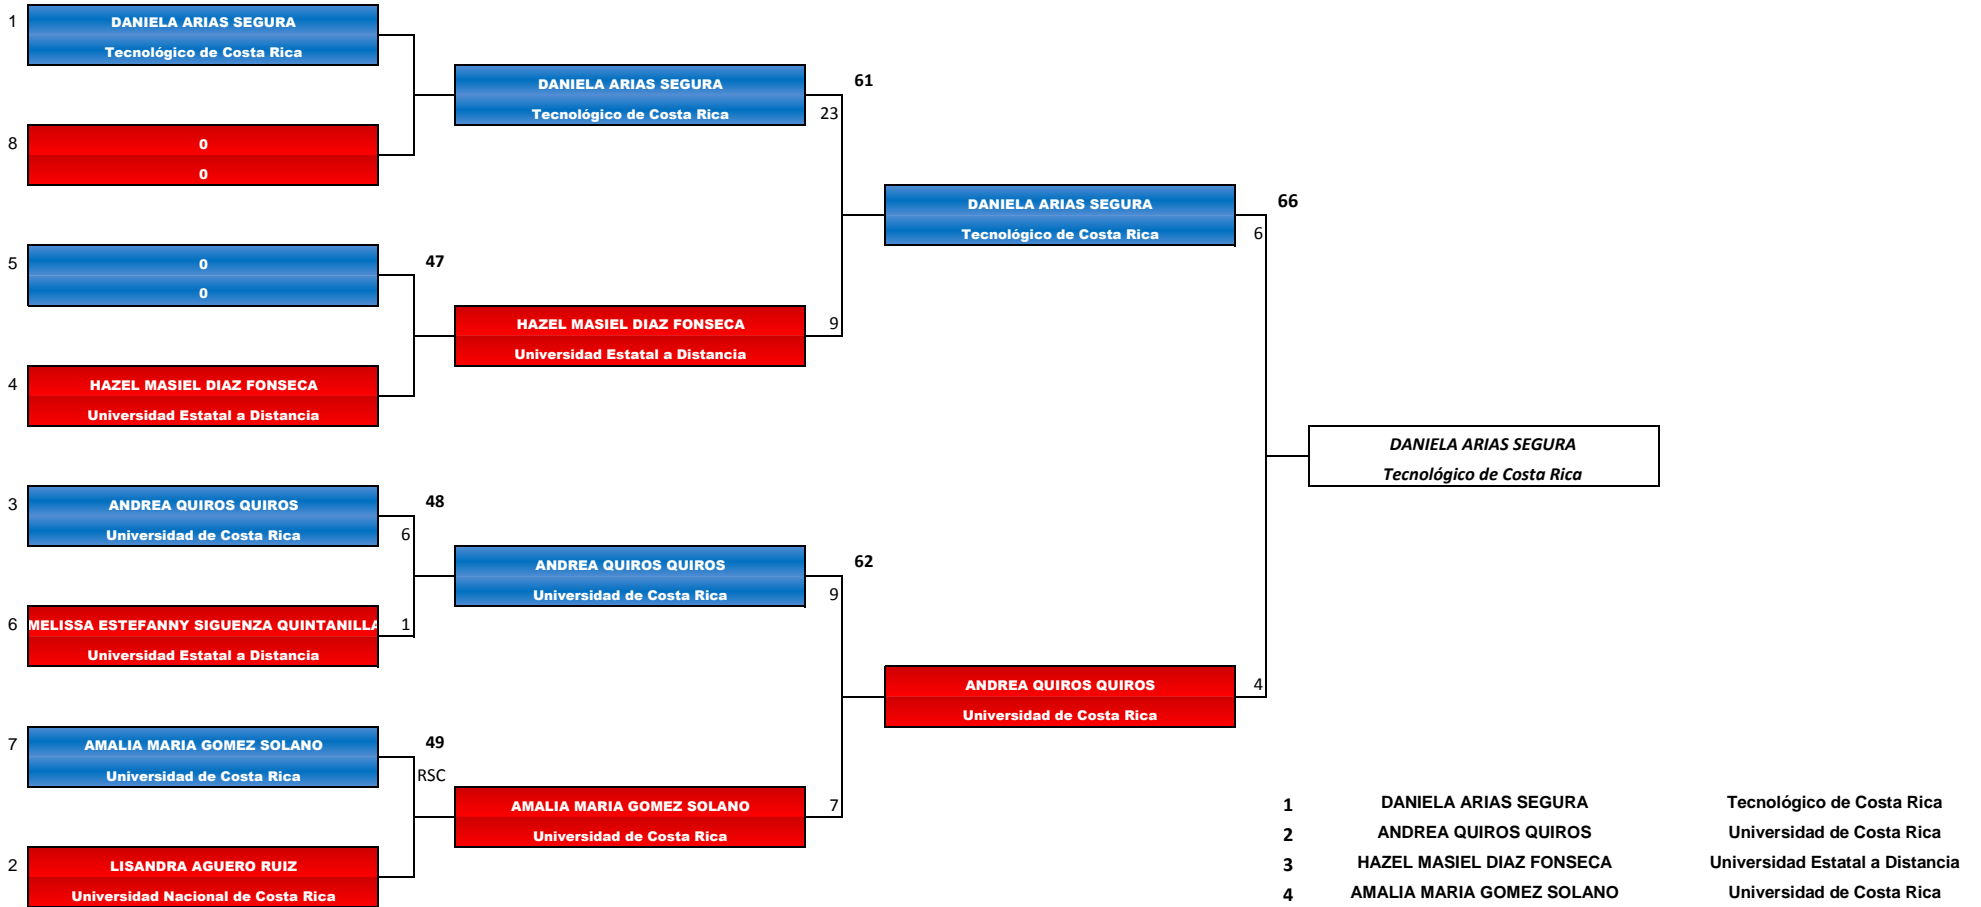 1
DANIELA ARIAS SEGURA
Tecnológico de Costa Rica
8
0
0
5
0
0
47
4
HAZEL MASIEL DIAZ FONSECA
Universidad Estatal a Distancia
3
ANDREA QUIROS QUIROS
Universidad de Costa Rica
48
6
6
MELISSA ESTEFANNY SIGUENZA QUINTANILLA
Universidad Estatal a Distancia
1
7
AMALIA MARIA GOMEZ SOLANO
Universidad de Costa Rica
49
RSC
2
LISANDRA AGUERO RUIZ
Universidad Nacional de Costa Rica
DANIELA ARIAS SEGURA
Tecnológico de Costa Rica
61
23
HAZEL MASIEL DIAZ FONSECA
Universidad Estatal a Distancia
9
ANDREA QUIROS QUIROS
Universidad de Costa Rica
62
9
AMALIA MARIA GOMEZ SOLANO
Universidad de Costa Rica
7
DANIELA ARIAS SEGURA
Tecnológico de Costa Rica
66
6
ANDREA QUIROS QUIROS
Universidad de Costa Rica
4
DANIELA ARIAS SEGURA
Tecnológico de Costa Rica
1 DANIELA ARIAS SEGURA Tecnológico de Costa Rica
2 ANDREA QUIROS QUIROS Universidad de Costa Rica
3 HAZEL MASIEL DIAZ FONSECA Universidad Estatal a Distancia
4 AMALIA MARIA GOMEZ SOLANO Universidad de Costa Rica